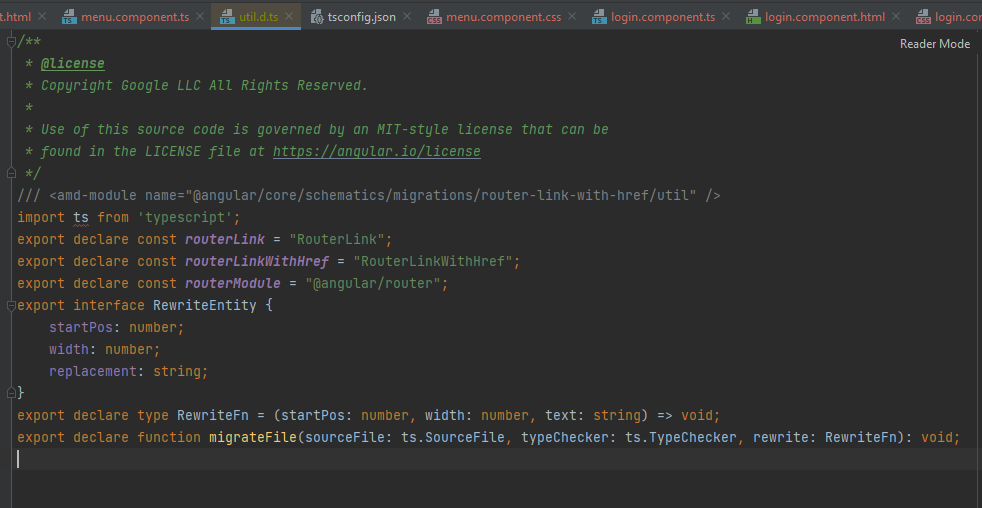 t.html menu.component.ts util.d.ts tsconfig.json menu.component.css login.component.ts login.component.html login.cor
Reader Mode
/**
* @license
* Copyright Google LLC All Rights Reserved.
*
* Use of this source code is governed by an MIT-style license that can be
* found in the LICENSE file at https://angular.io/license
*/
/// <amd-module name="@angular/core/schematics/migrations/router-link-with-href/util" />
import ts from 'typescript';
export declare const routerLink = "RouterLink";
export declare const routerLinkWithHref = "RouterLinkWithHref";
export declare const routerModule = "@angular/router";
export interface RewriteEntity {
    startPos: number;
    width: number;
    replacement: string;
}
export declare type RewriteFn = (startPos: number, width: number, text: string) => void;
export declare function migrateFile(sourceFile: ts.SourceFile, typeChecker: ts.TypeChecker, rewrite: RewriteFn): void;